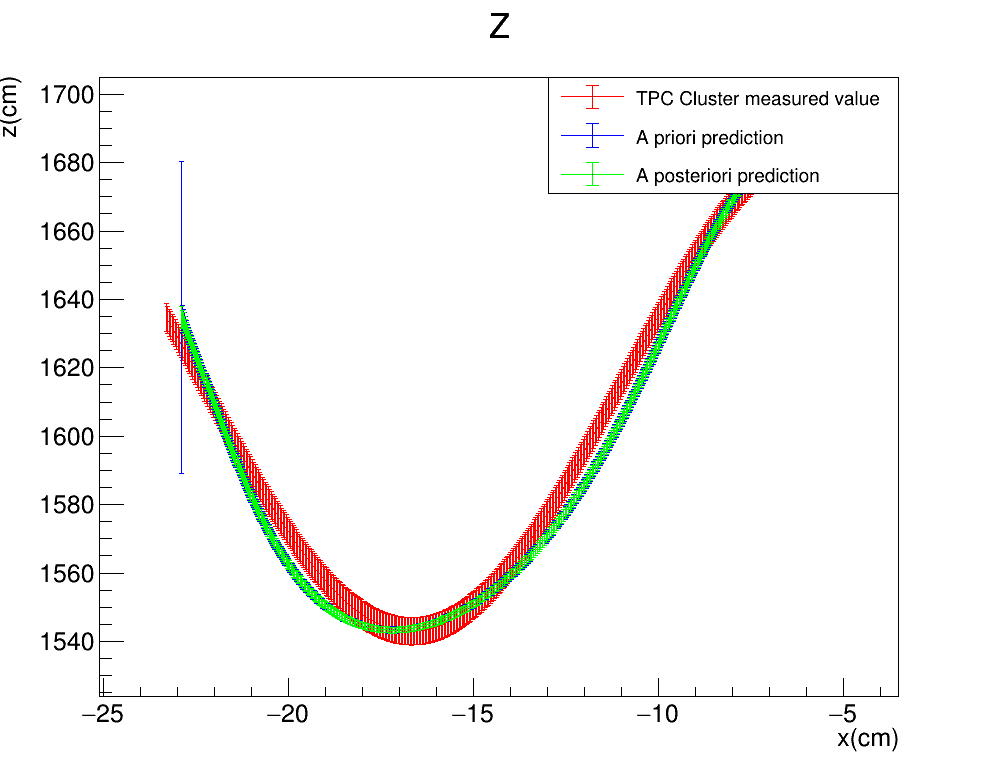 Z
z(cm)
1700
1680
1660
1640
1620
1600
1580
1560
1540
TPC Cluster measured value
A priori prediction
A posteriori prediction
−25 −20 −15 −10 −5
x(cm)